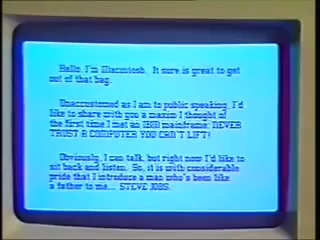 Hello, I'm Macintosh. It sure is great to get
out of that bag.
Unaccustomed as I am to public speaking, I'd
like to share with you a maxim I thought of
the first time I met an IBM mainframe: NEVER
TRUST A COMPUTER YOU CAN'T LIFT!
Obviously, I can talk, but right now I'd like to
sit back and listen. So, it is with considerable
pride that I introduce a man who's been like
a father to me... STEVE JOBS.